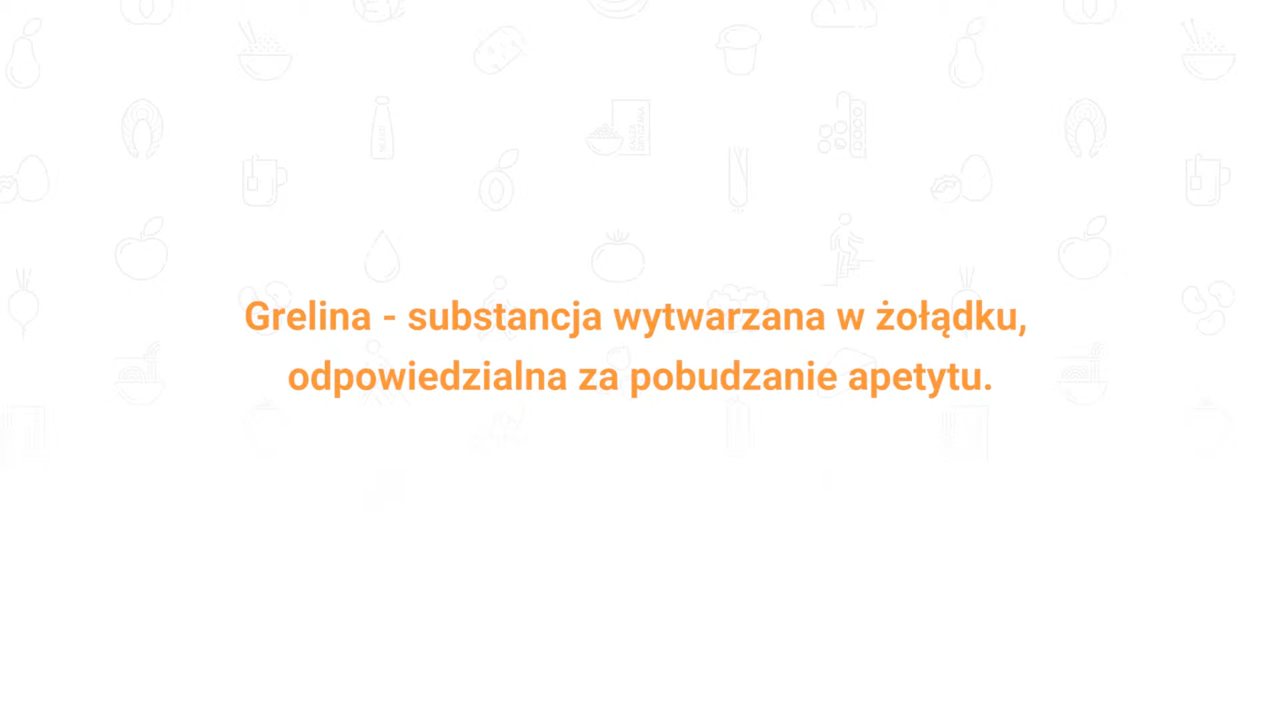 Grelina - substancja wytwarzana w żołądku,
odpowiedzialna za pobudzanie apetytu.